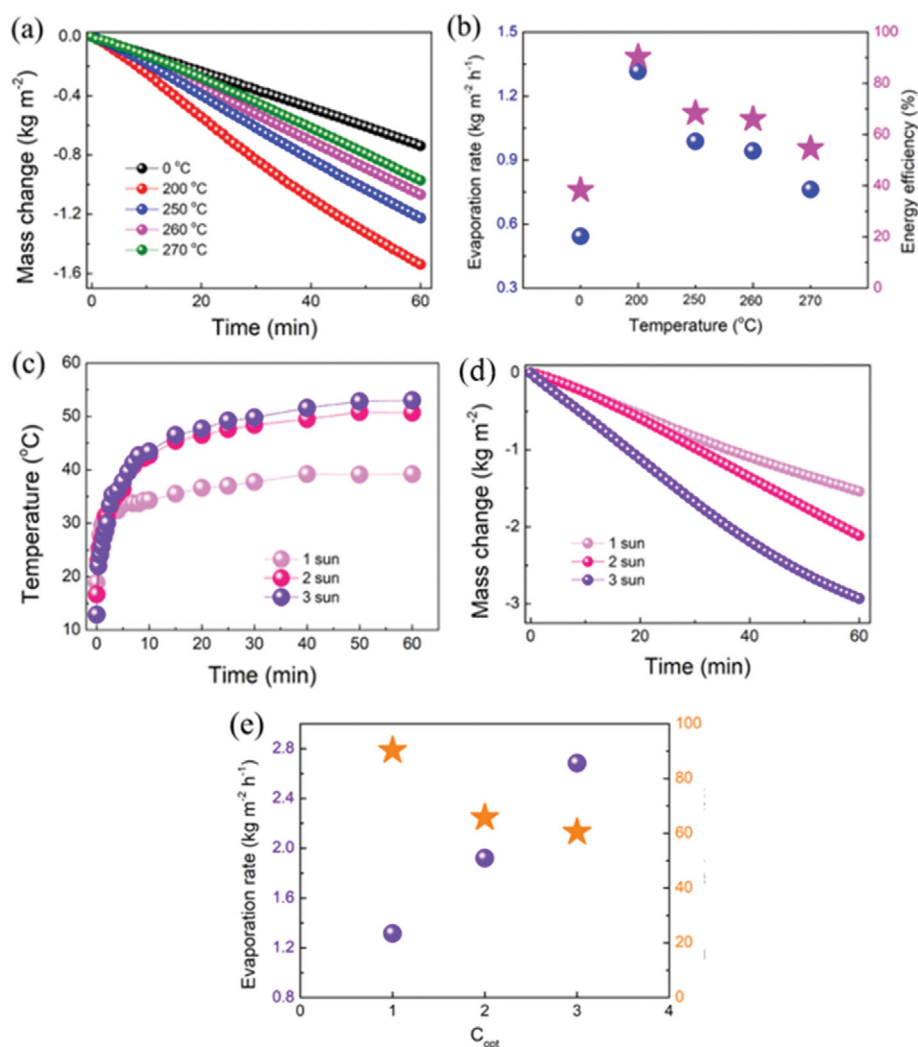 (a)
0.0
-0.4
-0.8
-1.2
-1.6
Mass change (kg m⁻²)
0 °C
200 °C
250 °C
260 °C
270 °C
0 20 40 60
Time (min)
(b)
1.5
1.2
0.9
0.6
0.3
Evaporation rate (kg m⁻² h⁻¹)
100
80
60
40
20
0
Energy efficiency (%)
0 200 250 260 270
Temperature (°C)
(c)
60
50
40
30
20
10
Temperature (°C)
1 sun
2 sun
3 sun
0 10 20 30 40 50 60
Time (min)
(d)
0
-1
-2
-3
Mass change (kg m⁻²)
1 sun
2 sun
3 sun
0 20 40 60
Time (min)
(e)
2.8
2.4
2.0
1.6
1.2
0.8
Evaporation rate (kg m⁻² h⁻¹)
100
80
60
40
20
0
0 1 2 3 4
C_opt